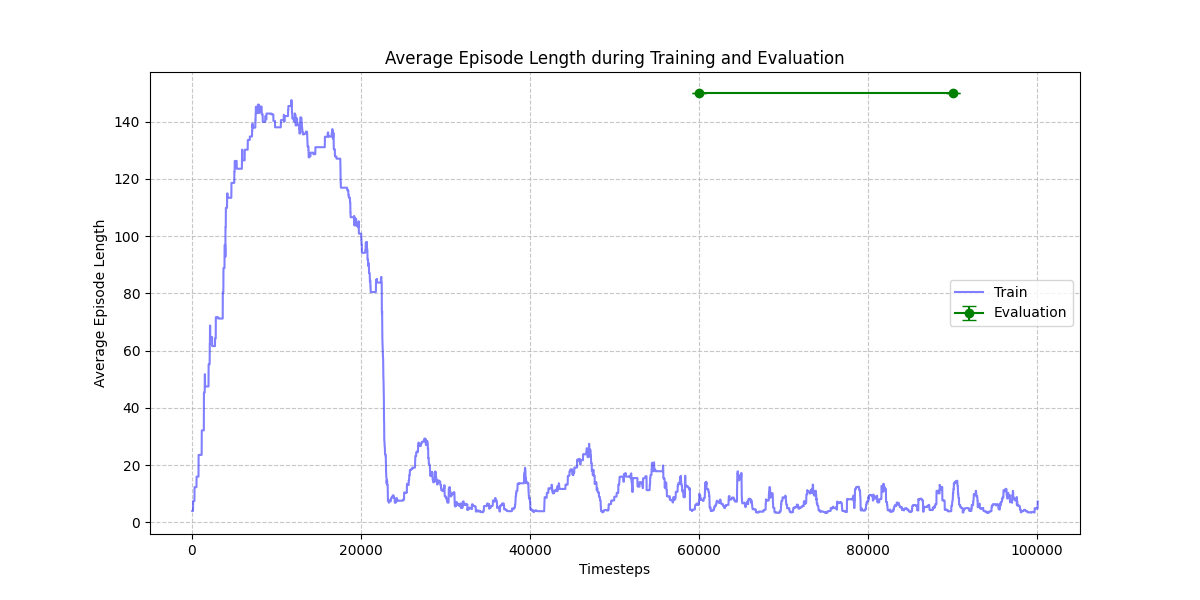 Average Episode Length during Training and Evaluation
Average Episode Length
140
120
100
80
60
40
20
0
Train
Evaluation
0
20000
40000
60000
80000
100000
Timesteps